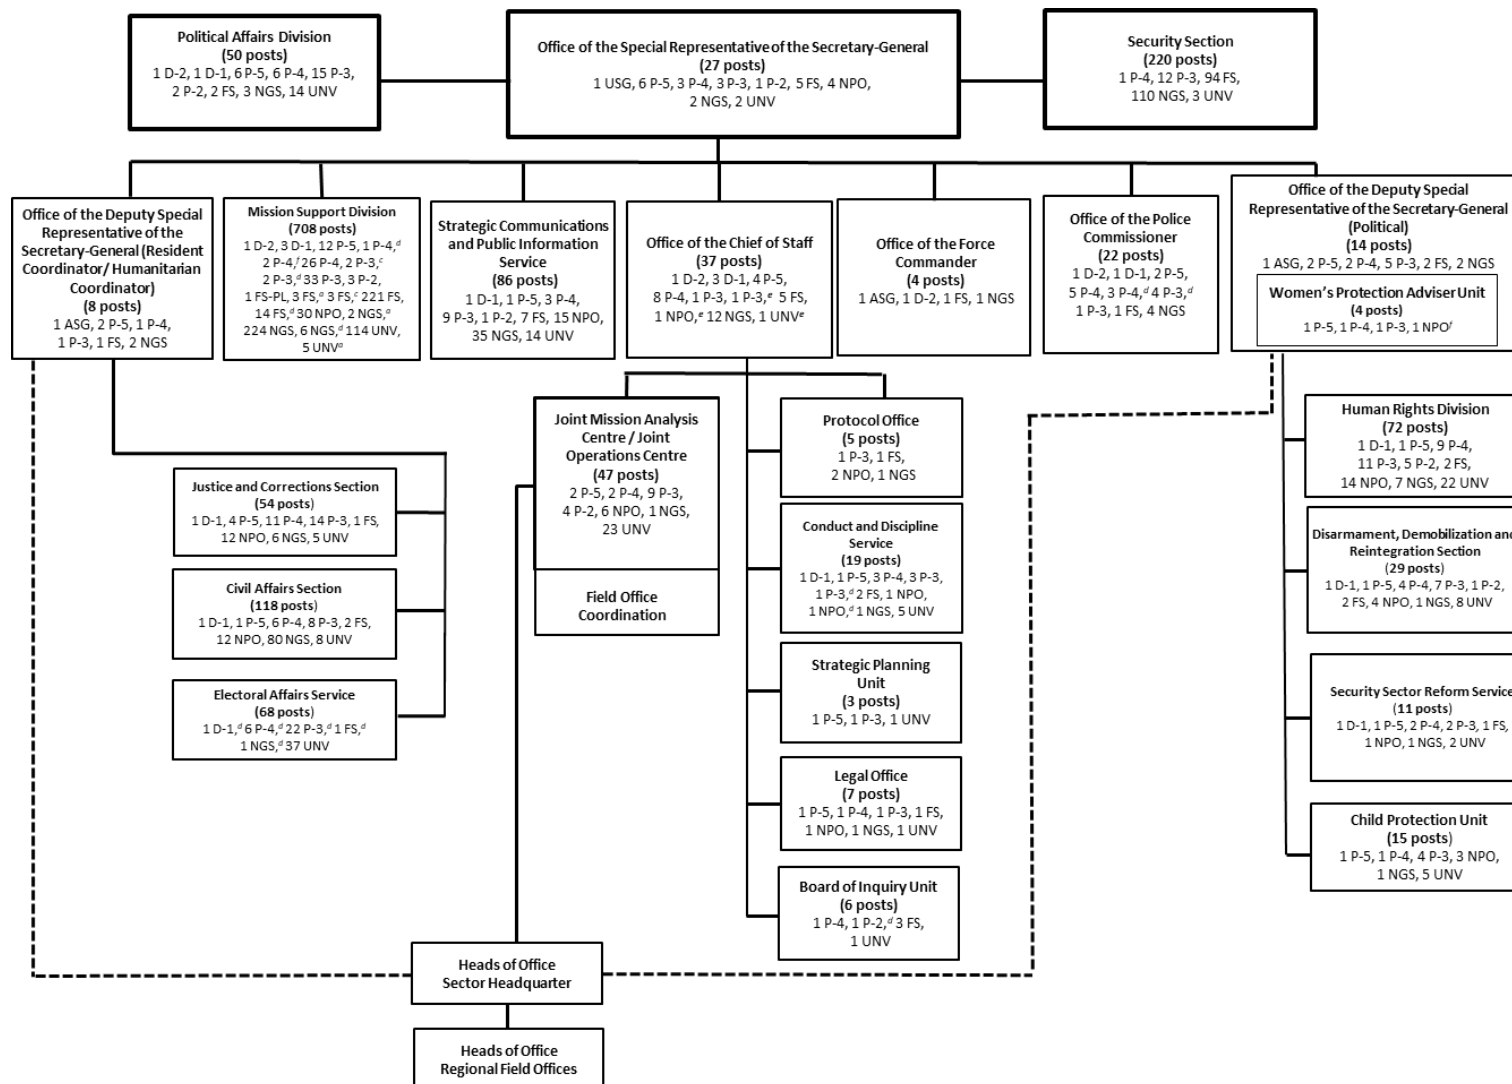 Political Affairs Division
(50 posts)
1 D-2, 1 D-1, 6 P-5, 6 P-4, 15 P-3,
2 P-2, 2 FS, 3 NGS, 14 UNV
Office of the Special Representative of the Secretary-General
(27 posts)
1 USG, 6 P-5, 3 P-4, 3 P-3, 1 P-2, 5 FS, 4 NPO,
2 NGS, 2 UNV
Security Section
(220 posts)
1 P-4, 12 P-3, 94 FS,
110 NGS, 3 UNV
Office of the Deputy Special
Representative of the
Secretary-General (Resident
Coordinator/ Humanitarian
Coordinator)
(8 posts)
1 ASG, 2 P-5, 1 P-4,
1 P-3, 1 FS, 2 NGS
Mission Support Division
(708 posts)
1 D-2, 3 D-1, 12 P-5, 1 P-4,d
2 P-4,f 26 P-4, 2 P-3,c
2 P-3,d 33 P-3, 3 P-2,
1 FS-PL, 3 FS,a 3 FS,c 221 FS,
14 FS,d 30 NPO, 2 NGS,a
224 NGS, 6 NGS,d 114 UNV,
5 UNVa
Strategic Communications
and Public Information
Service
(86 posts)
1 D-1, 1 P-5, 3 P-4,
9 P-3, 1 P-2, 7 FS, 15 NPO,
35 NGS, 14 UNV
Office of the Chief of Staff
(37 posts)
1 D-2, 3 D-1, 4 P-5,
8 P-4, 1 P-3, 1 P-3,e 5 FS,
1 NPO,e 12 NGS, 1 UNVe
Office of the Force
Commander
(4 posts)
1 ASG, 1 D-2, 1 FS, 1 NGS
Office of the Police
Commissioner
(22 posts)
1 D-2, 1 D-1, 2 P-5,
5 P-4, 3 P-4,d 4 P-3,d
1 P-3, 1 FS, 4 NGS
Office of the Deputy Special
Representative of the Secretary-General
(Political)
(14 posts)
1 ASG, 2 P-5, 2 P-4, 5 P-3, 2 FS, 2 NGS
Women's Protection Adviser Unit
(4 posts)
1 P-5, 1 P-4, 1 P-3, 1 NPOf
Justice and Corrections Section
(54 posts)
1 D-1, 4 P-5, 11 P-4, 14 P-3, 1 FS,
12 NPO, 6 NGS, 5 UNV
Civil Affairs Section
(118 posts)
1 D-1, 1 P-5, 6 P-4, 8 P-3, 2 FS,
12 NPO, 80 NGS, 8 UNV
Electoral Affairs Service
(68 posts)
1 D-1,d 6 P-4,d 22 P-3,d 1 FS,d
1 NGS,d 37 UNV
Joint Mission Analysis
Centre / Joint
Operations Centre
(47 posts)
2 P-5, 2 P-4, 9 P-3,
4 P-2, 6 NPO, 1 NGS,
23 UNV
Field Office
Coordination
Protocol Office
(5 posts)
1 P-3, 1 FS,
2 NPO, 1 NGS
Conduct and Discipline
Service
(19 posts)
1 D-1, 1 P-5, 3 P-4, 3 P-3,
1 P-3,d 2 FS, 1 NPO,
1 NPO,d 1 NGS, 5 UNV
Strategic Planning
Unit
(3 posts)
1 P-5, 1 P-3, 1 UNV
Legal Office
(7 posts)
1 P-5, 1 P-4, 1 P-3, 1 FS,
1 NPO, 1 NGS, 1 UNV
Board of Inquiry Unit
(6 posts)
1 P-4, 1 P-2,d 3 FS,
1 UNV
Human Rights Division
(72 posts)
1 D-1, 1 P-5, 9 P-4,
11 P-3, 5 P-2, 2 FS,
14 NPO, 7 NGS, 22 UNV
Disarmament, Demobilization and
Reintegration Section
(29 posts)
1 D-1, 1 P-5, 4 P-4, 7 P-3, 1 P-2,
2 FS, 4 NPO, 1 NGS, 8 UNV
Security Sector Reform Service
(11 posts)
1 D-1, 1 P-5, 2 P-4, 2 P-3, 1 FS,
1 NPO, 1 NGS, 2 UNV
Child Protection Unit
(15 posts)
1 P-5, 1 P-4, 4 P-3, 3 NPO,
1 NGS, 5 UNV
Heads of Office
Sector Headquarter
Heads of Office
Regional Field Offices